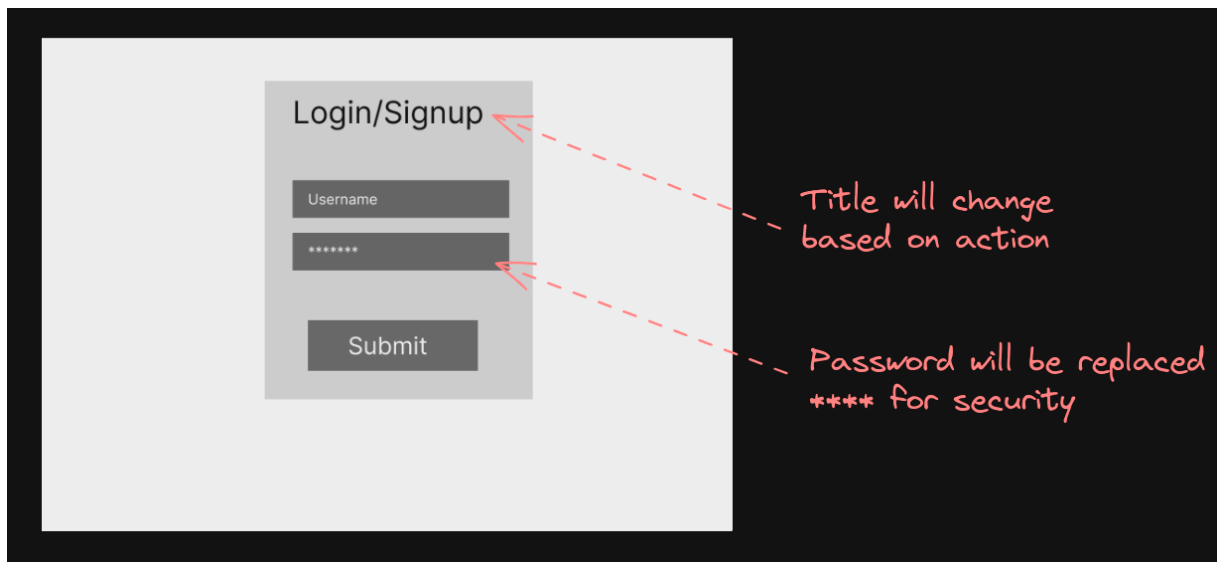 Login/Signup
Username
*******
Submit
Title will change
based on action
Password will be replaced
**** for security